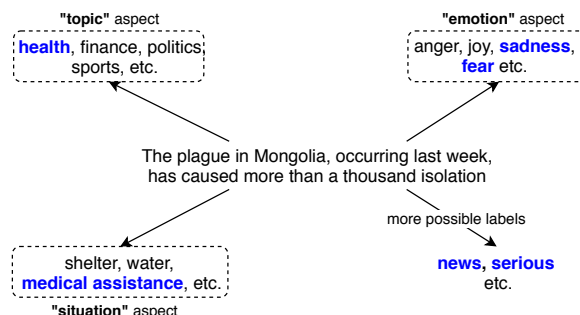 "topic" aspect
health, finance, politics
sports, etc.
"emotion" aspect
anger, joy, sadness,
fear etc.
The plague in Mongolia, occurring last week,
has caused more than a thousand isolation
more possible labels
shelter, water,
medical assistance, etc.
"situation" aspect
news, serious
etc.